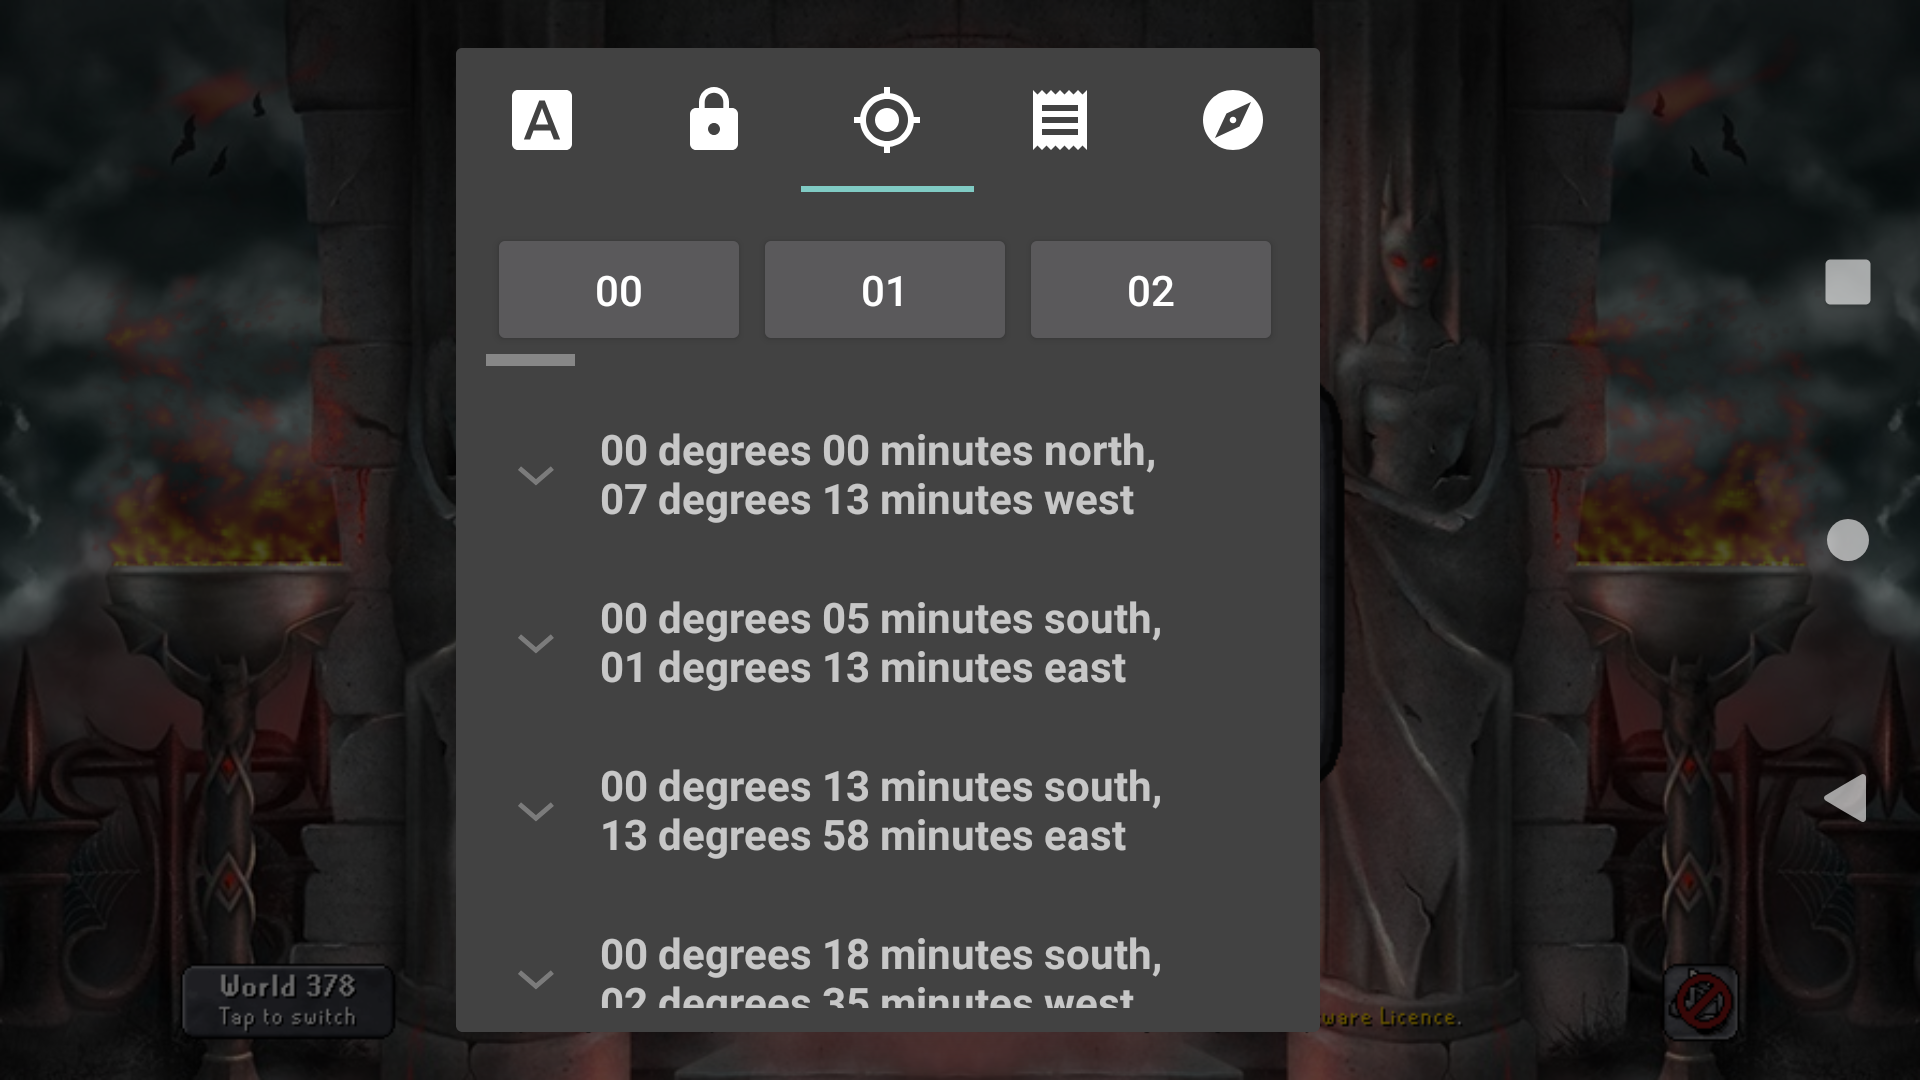 A
00 01 02
00 degrees 00 minutes north,
07 degrees 13 minutes west
00 degrees 05 minutes south,
01 degrees 13 minutes east
00 degrees 13 minutes south,
13 degrees 58 minutes east
00 degrees 18 minutes south,
02 degrees 35 minutes west
World 378
Tap to switch
ware Licence.